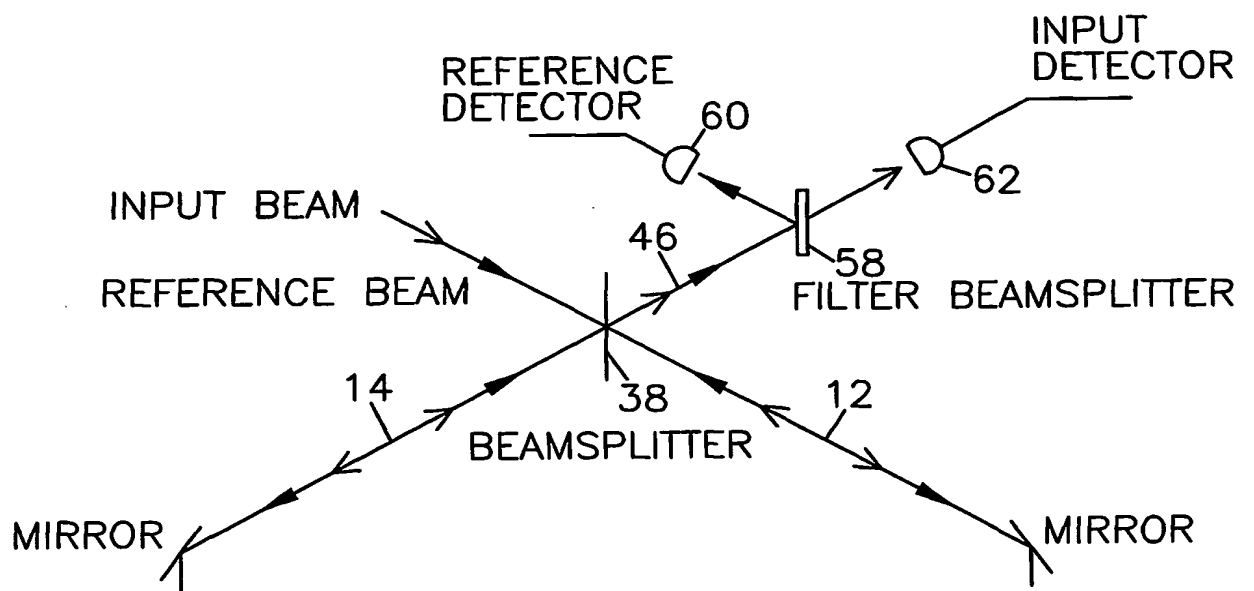 INPUT
DETECTOR
REFERENCE
DETECTOR
60
62
INPUT BEAM
46
58
REFERENCE BEAM
FILTER BEAMSPLITTER
14
38
12
BEAMSPLITTER
MIRROR
MIRROR